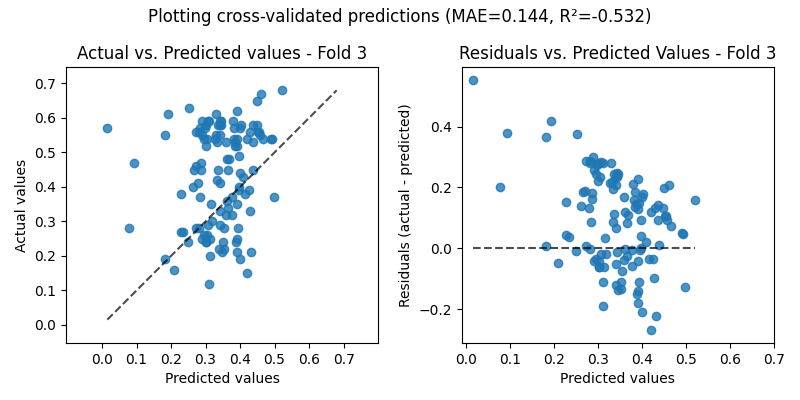 Plotting cross-validated predictions (MAE=0.144, R²=-0.532)
Actual vs. Predicted values - Fold 3
Actual values
0.7
0.6
0.5
0.4
0.3
0.2
0.1
0.0
0.0 0.1 0.2 0.3 0.4 0.5 0.6 0.7
Predicted values
Residuals vs. Predicted Values - Fold 3
Residuals (actual - predicted)
0.4
0.2
0.0
−0.2
0.0 0.1 0.2 0.3 0.4 0.5 0.6 0.7
Predicted values